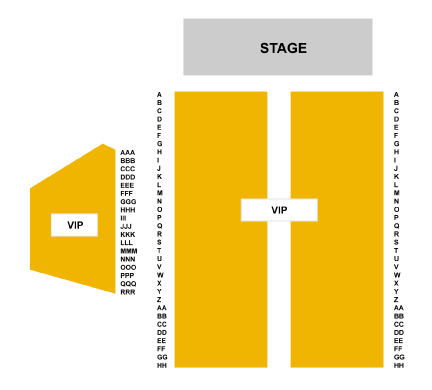 STAGE
A
B
C
D
E
F
G
H
I
J
K
L
M
N
O
P
Q
R
S
T
U
V
W
X
Y
Z
AA
BB
CC
DD
EE
FF
GG
HH
A
B
C
D
E
F
G
H
I
J
K
L
M
N
O
P
Q
R
S
T
U
V
W
X
Y
Z
AA
BB
CC
DD
EE
FF
GG
HH
AAA
BBB
CCC
DDD
EEE
FFF
GGG
HHH
III
JJJ
KKK
LLL
MMM
NNN
OOO
PPP
QQQ
RRR
VIP
VIP